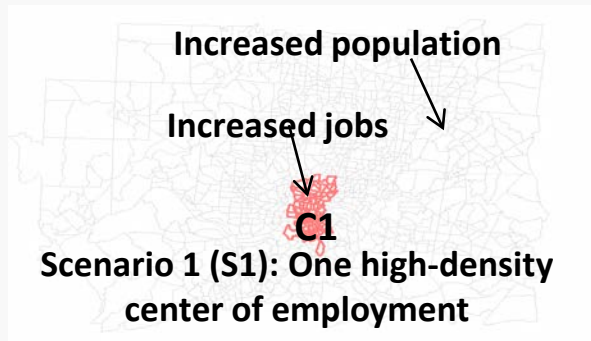 Increased population
Increased jobs
C1
Scenario 1 (S1): One high-density
center of employment